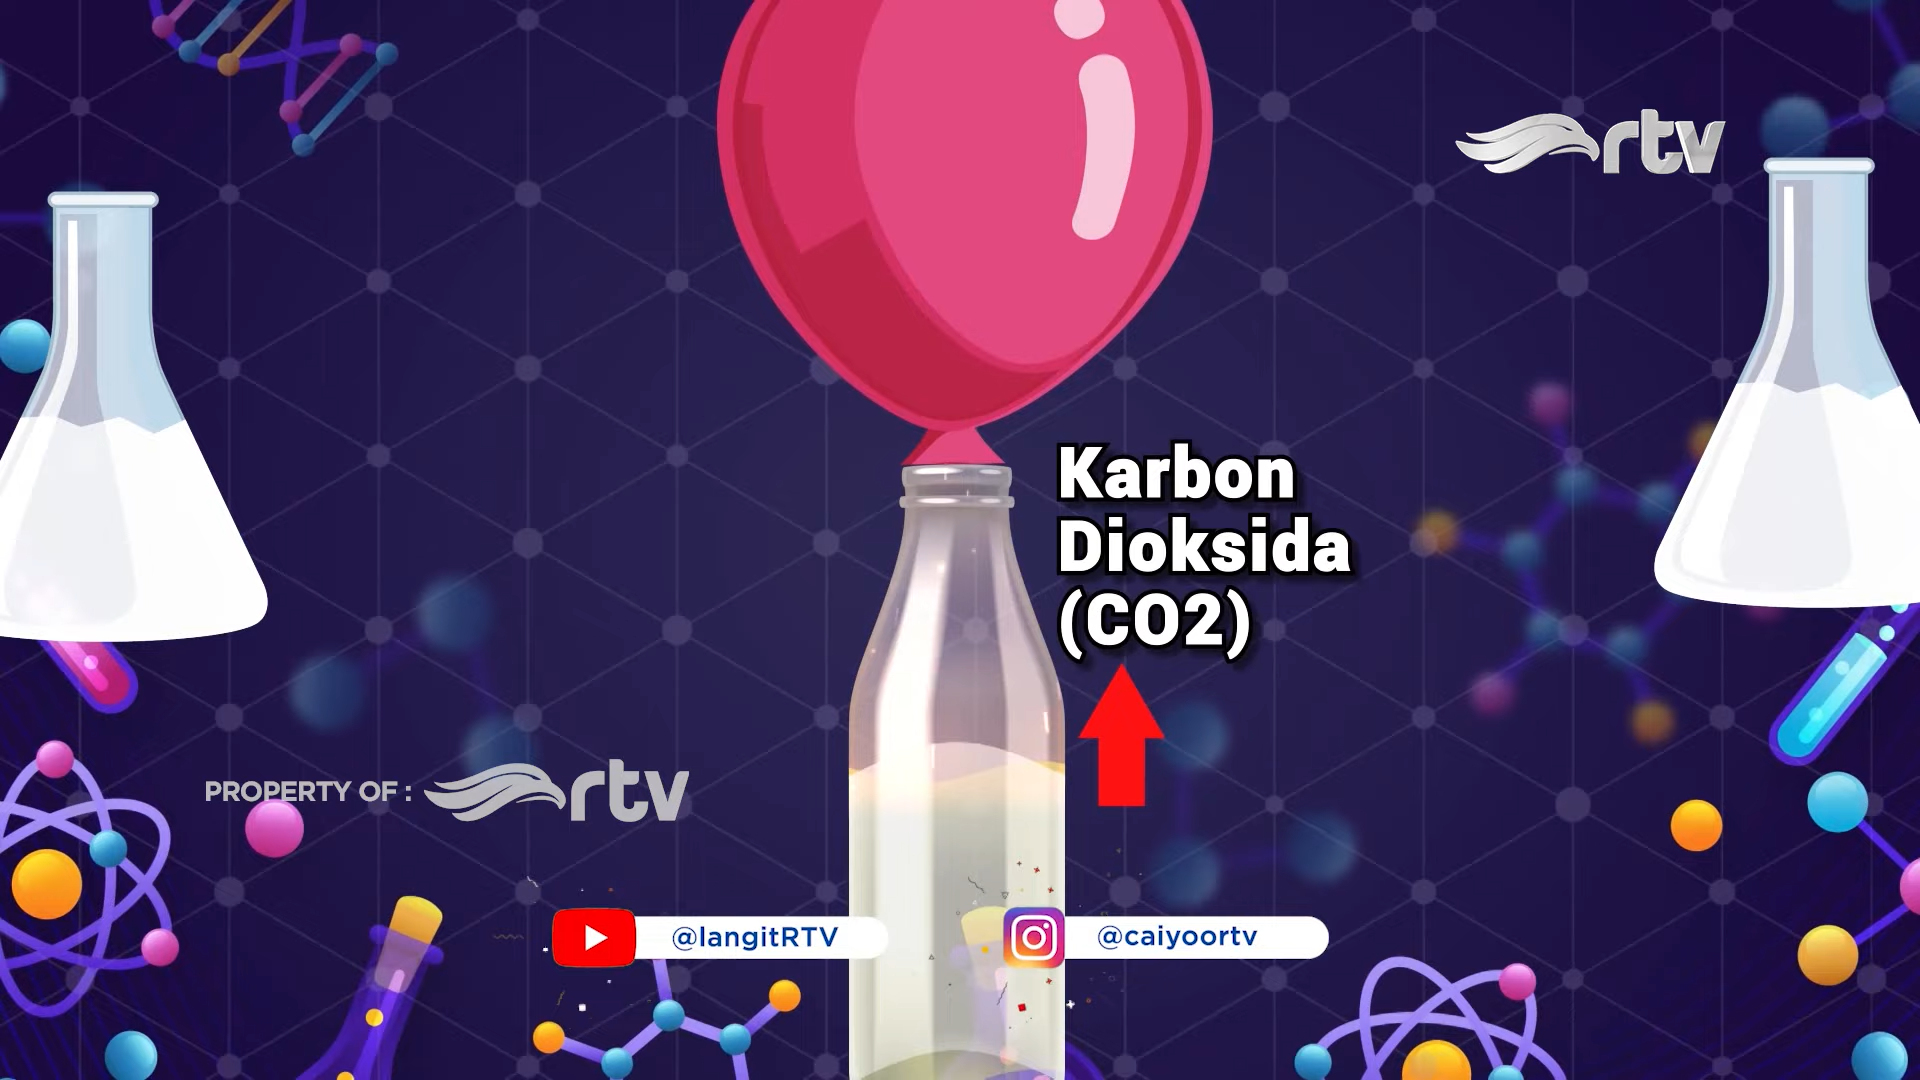 rtv
Karbon
Dioksida
(CO2)
PROPERTY OF : rtv
@langitRTV
@caiyoortv